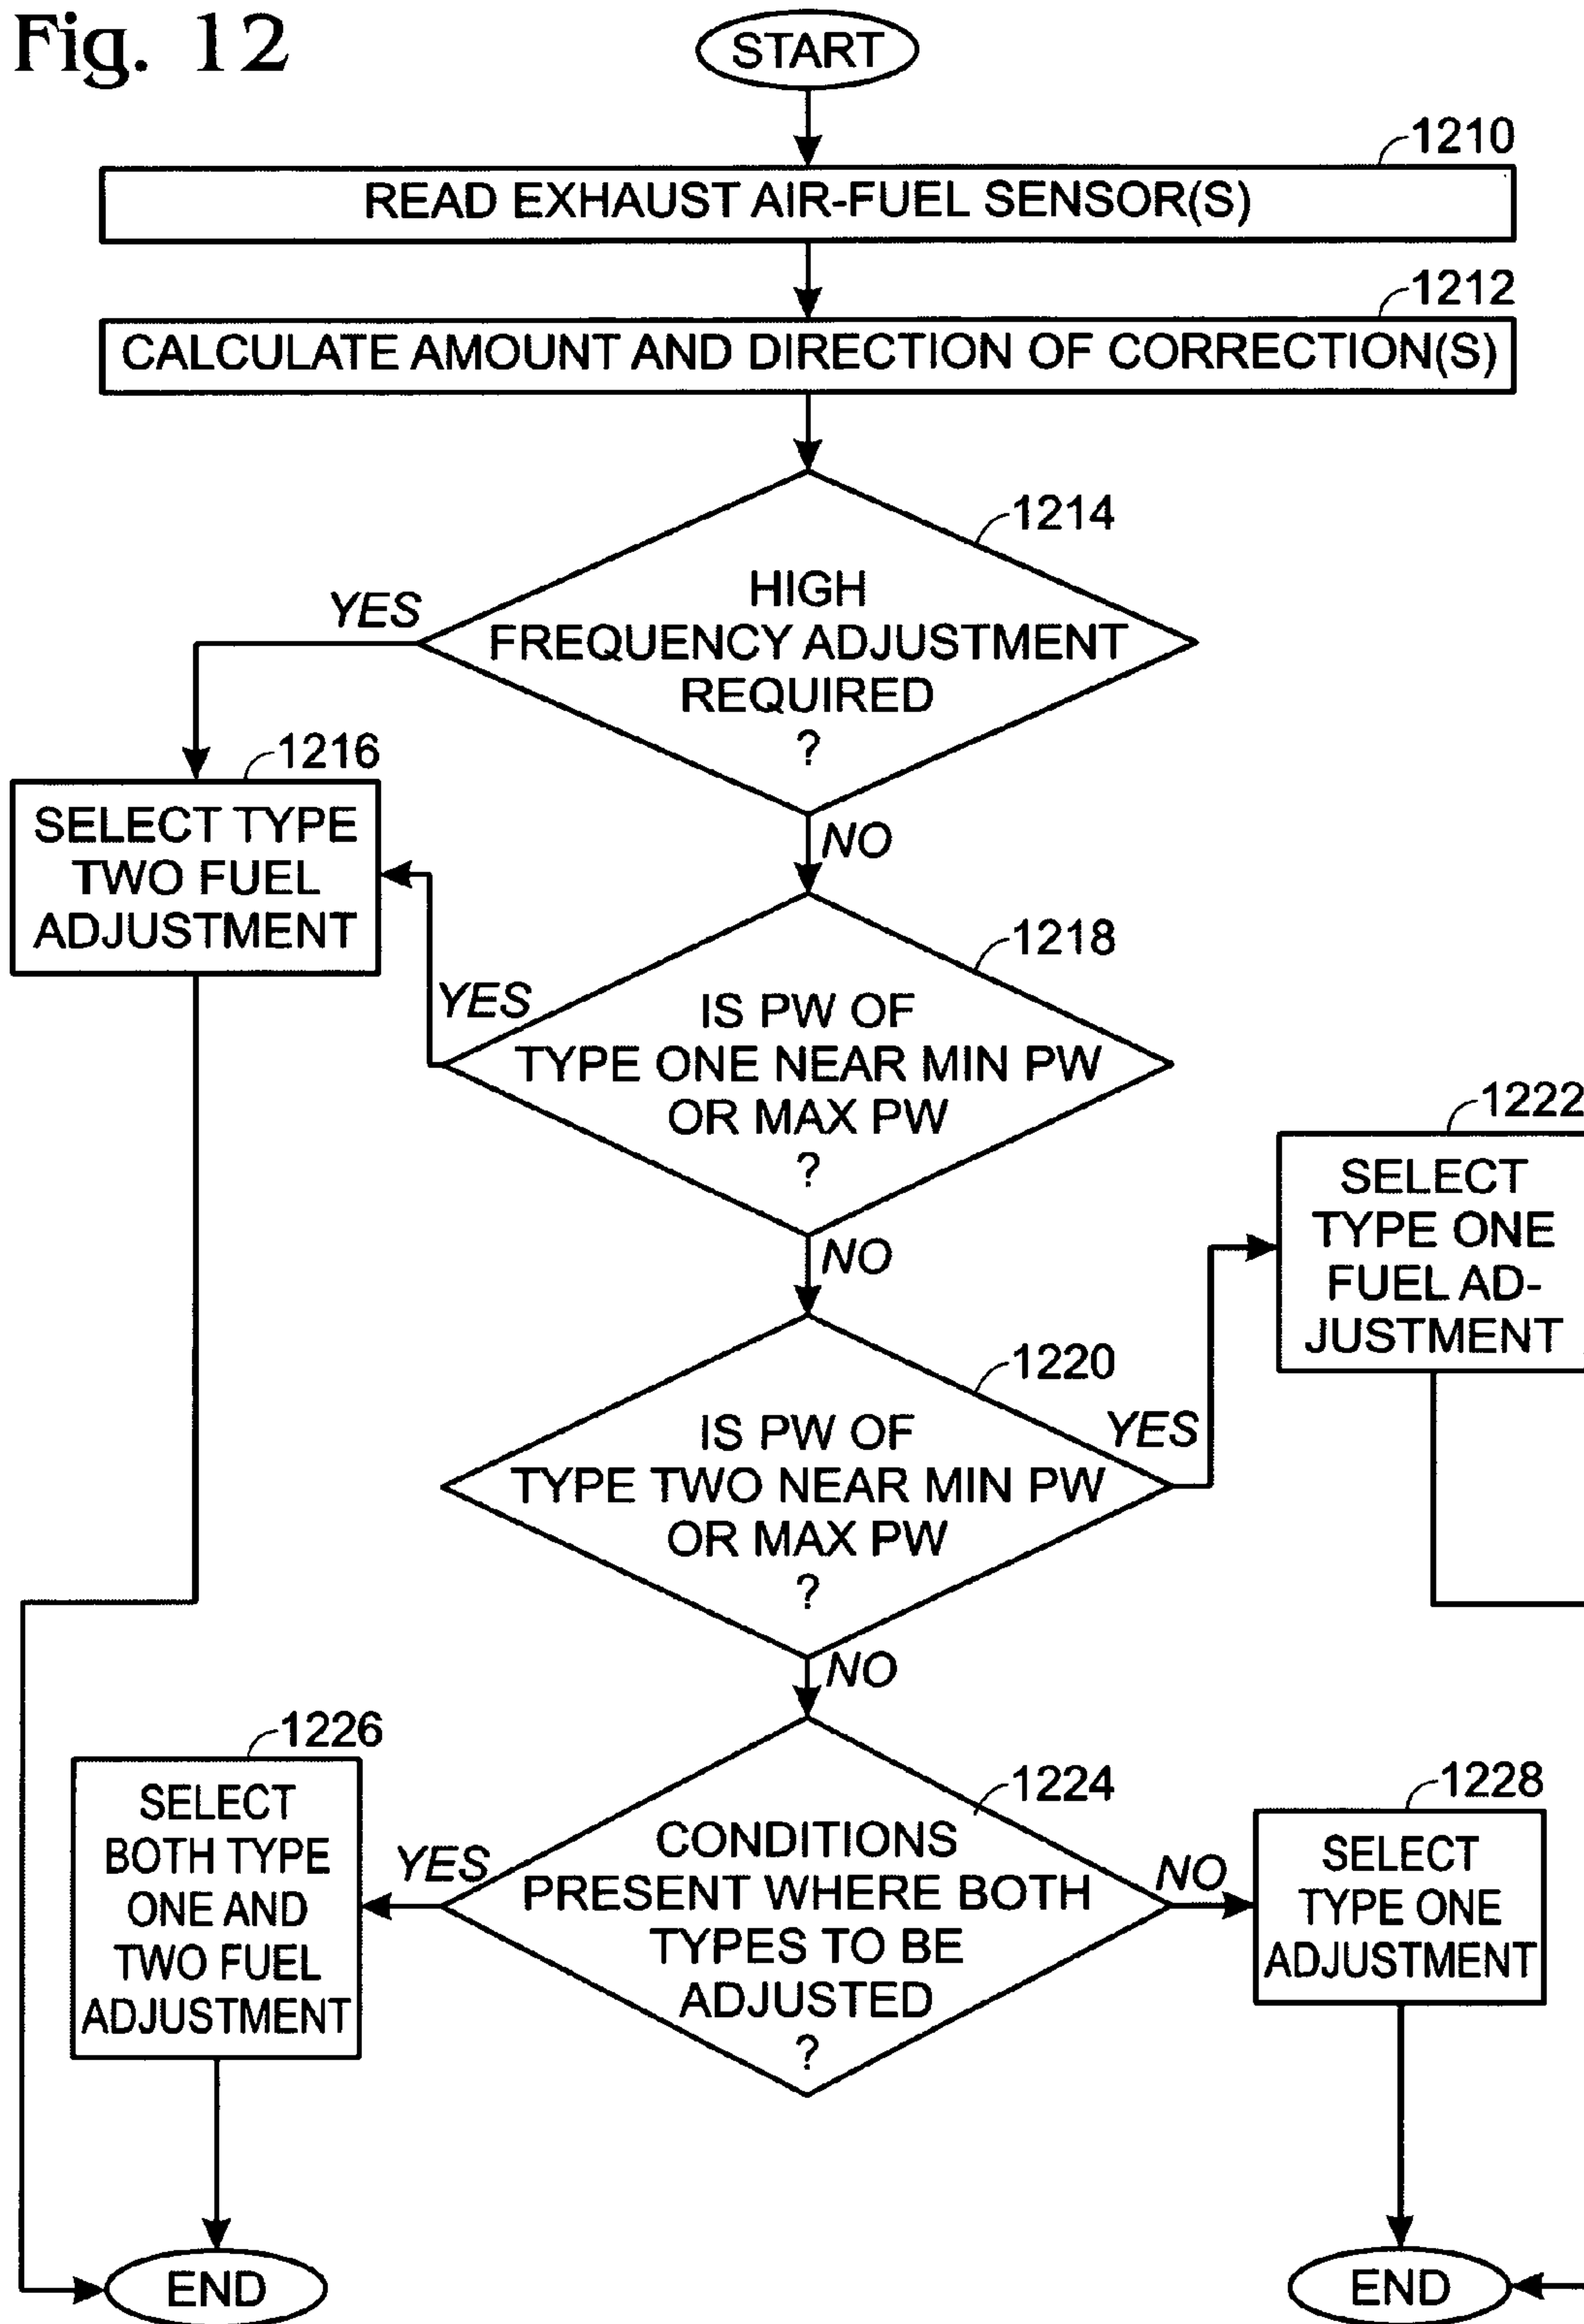 Fig. 12
START
1210
READ EXHAUST AIR-FUEL SENSOR(S)
1212
CALCULATE AMOUNT AND DIRECTION OF CORRECTION(S)
1214
HIGH
FREQUENCY ADJUSTMENT
REQUIRED
?
YES
NO
1216
SELECT TYPE
TWO FUEL
ADJUSTMENT
1218
IS PW OF
TYPE ONE NEAR MIN PW
OR MAX PW
?
YES
NO
1222
SELECT
TYPE ONE
FUEL AD-
JUSTMENT
1220
IS PW OF
TYPE TWO NEAR MIN PW
OR MAX PW
?
YES
NO
1226
SELECT
BOTH TYPE
ONE AND
TWO FUEL
ADJUSTMENT
1224
CONDITIONS
PRESENT WHERE BOTH
TYPES TO BE
ADJUSTED
?
YES
NO
1228
SELECT
TYPE ONE
ADJUSTMENT
END
END